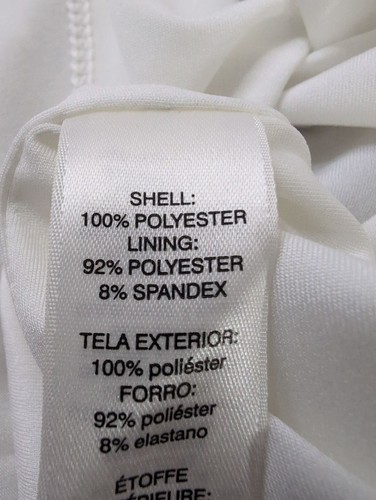 SHELL:
100% POLYESTER
LINING:
92% POLYESTER
8% SPANDEX
TELA EXTERIOR:
100% poliéster
FORRO:
92% poliéster
8% elastano
ÉTOFFE